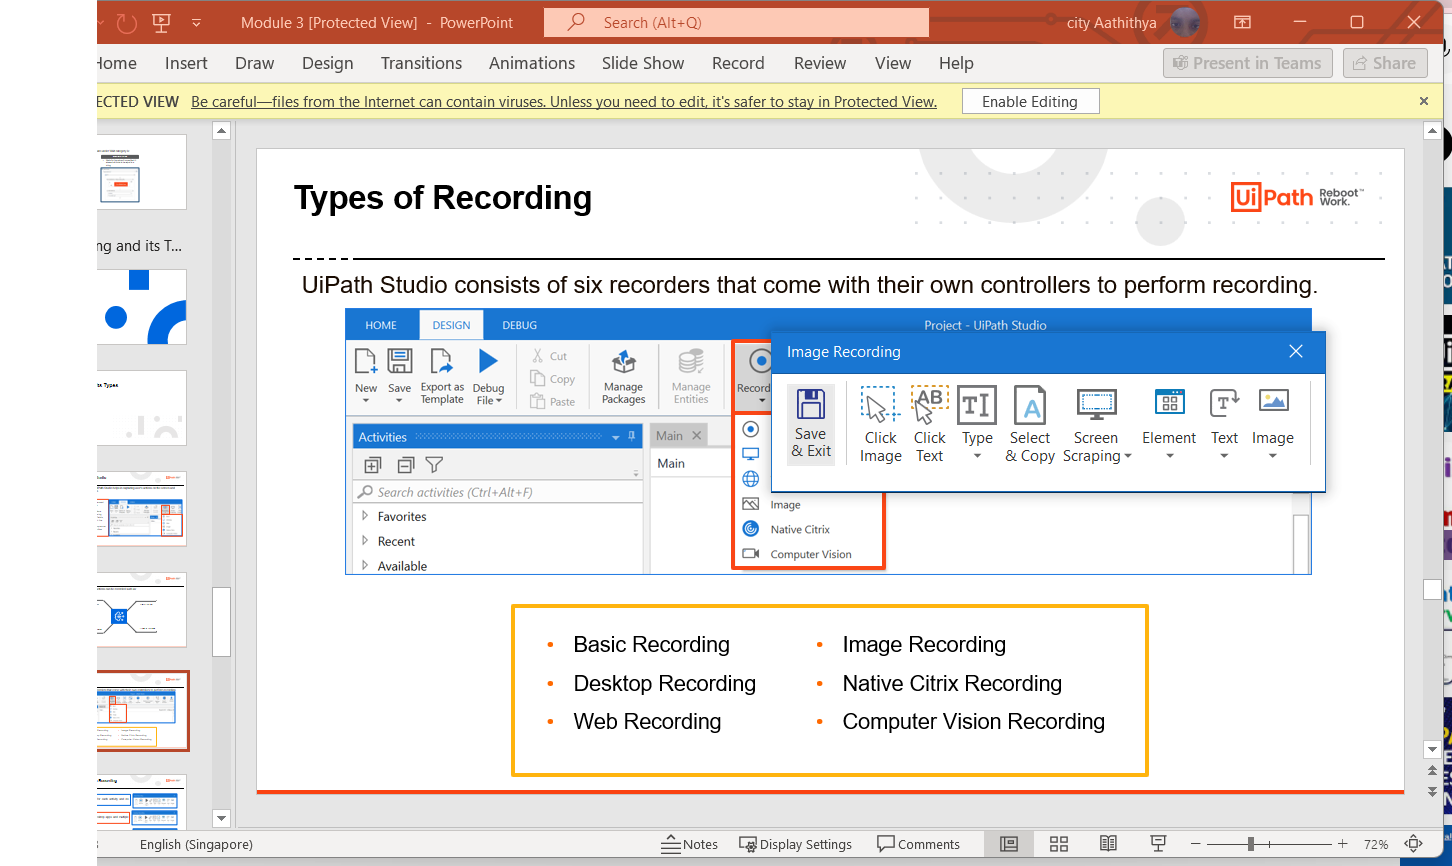 Module 3 [Protected View] - PowerPoint
Search (Alt+Q)
city Aathithya
Home Insert Draw Design Transitions Animations Slide Show Record Review View Help
Present in Teams
Share
ECTED VIEW Be careful—files from the Internet can contain viruses. Unless you need to edit, it's safer to stay in Protected View.
Enable Editing
ng and its T...
Types of Recording
UiPath Reboot Work.™
UiPath Studio consists of six recorders that come with their own controllers to perform recording.
HOME DESIGN DEBUG
Project - UiPath Studio
New
Save
Export as Template
Debug File
Cut
Copy
Paste
Manage Packages
Manage Entities
Record
Image Recording
Save & Exit
Click Image
Click Text
Type
Select & Copy
Screen Scraping
Element
Text
Image
Activities
Search activities (Ctrl+Alt+F)
Favorites
Recent
Available
Main
Main
Image
Native Citrix
Computer Vision
• Basic Recording
• Desktop Recording
• Web Recording
• Image Recording
• Native Citrix Recording
• Computer Vision Recording
English (Singapore)
Notes
Display Settings
Comments
72%